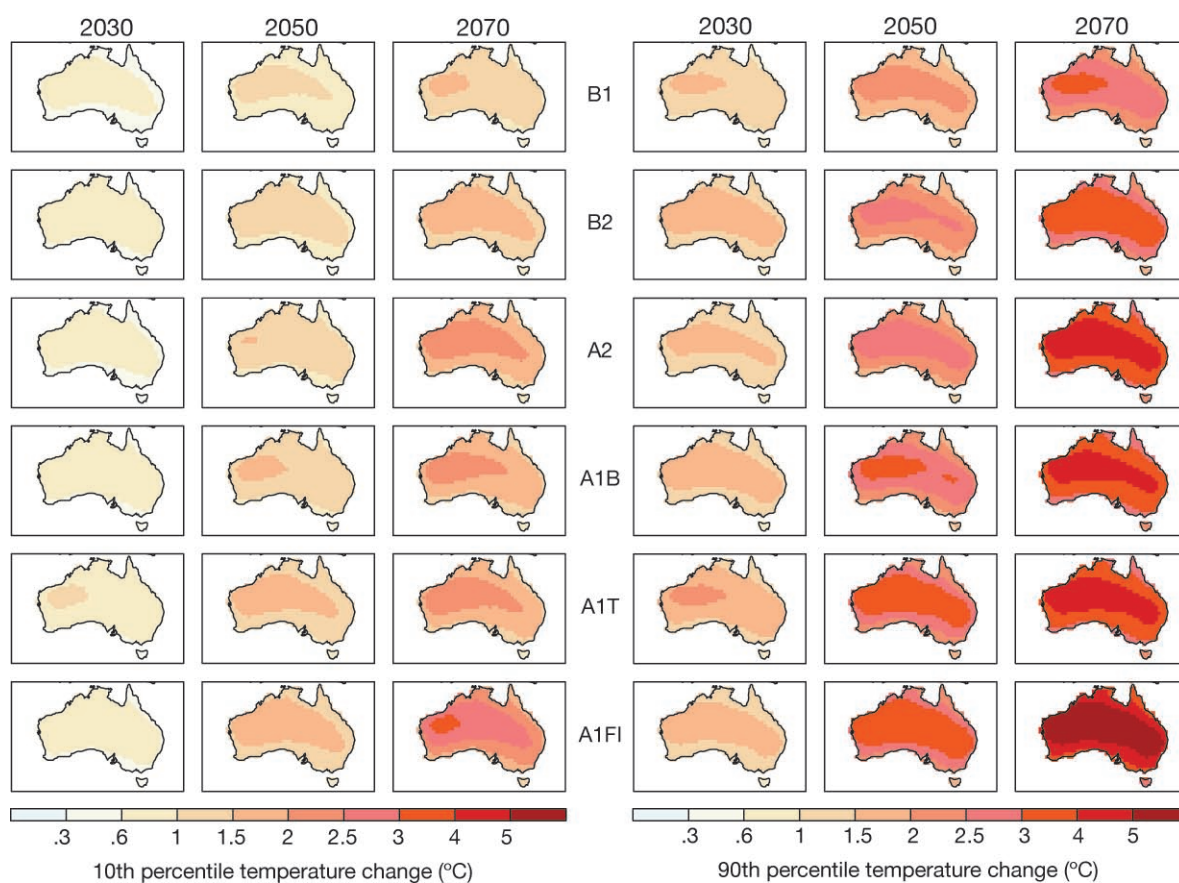 2030 2050 2070 2030 2050 2070
B1
B2
A2
A1B
A1T
A1FI
.3 .6 1 1.5 2 2.5 3 4 5 .3 .6 1 1.5 2 2.5 3 4 5
10th percentile temperature change (ºC) 90th percentile temperature change (ºC)